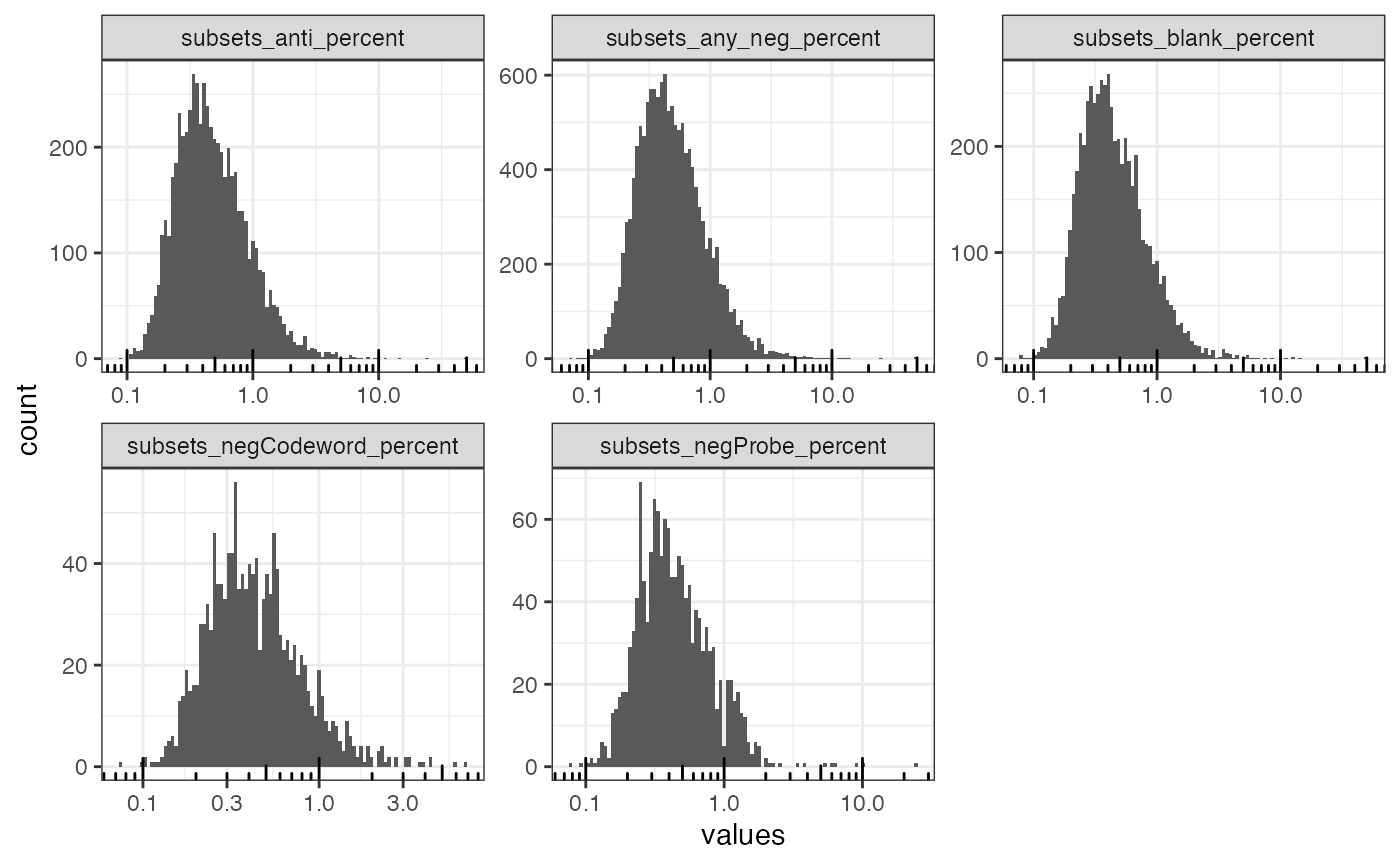 subsets_anti_percent
subsets_any_neg_percent
subsets_blank_percent
200
100
0
0.1 1.0 10.0
600
400
200
0
0.1 1.0 10.0
200
100
0
0.1 1.0 10.0
count
subsets_negCodeword_percent
subsets_negProbe_percent
40
20
0
0.1 0.3 1.0 3.0
60
40
20
0
0.1 1.0 10.0
values